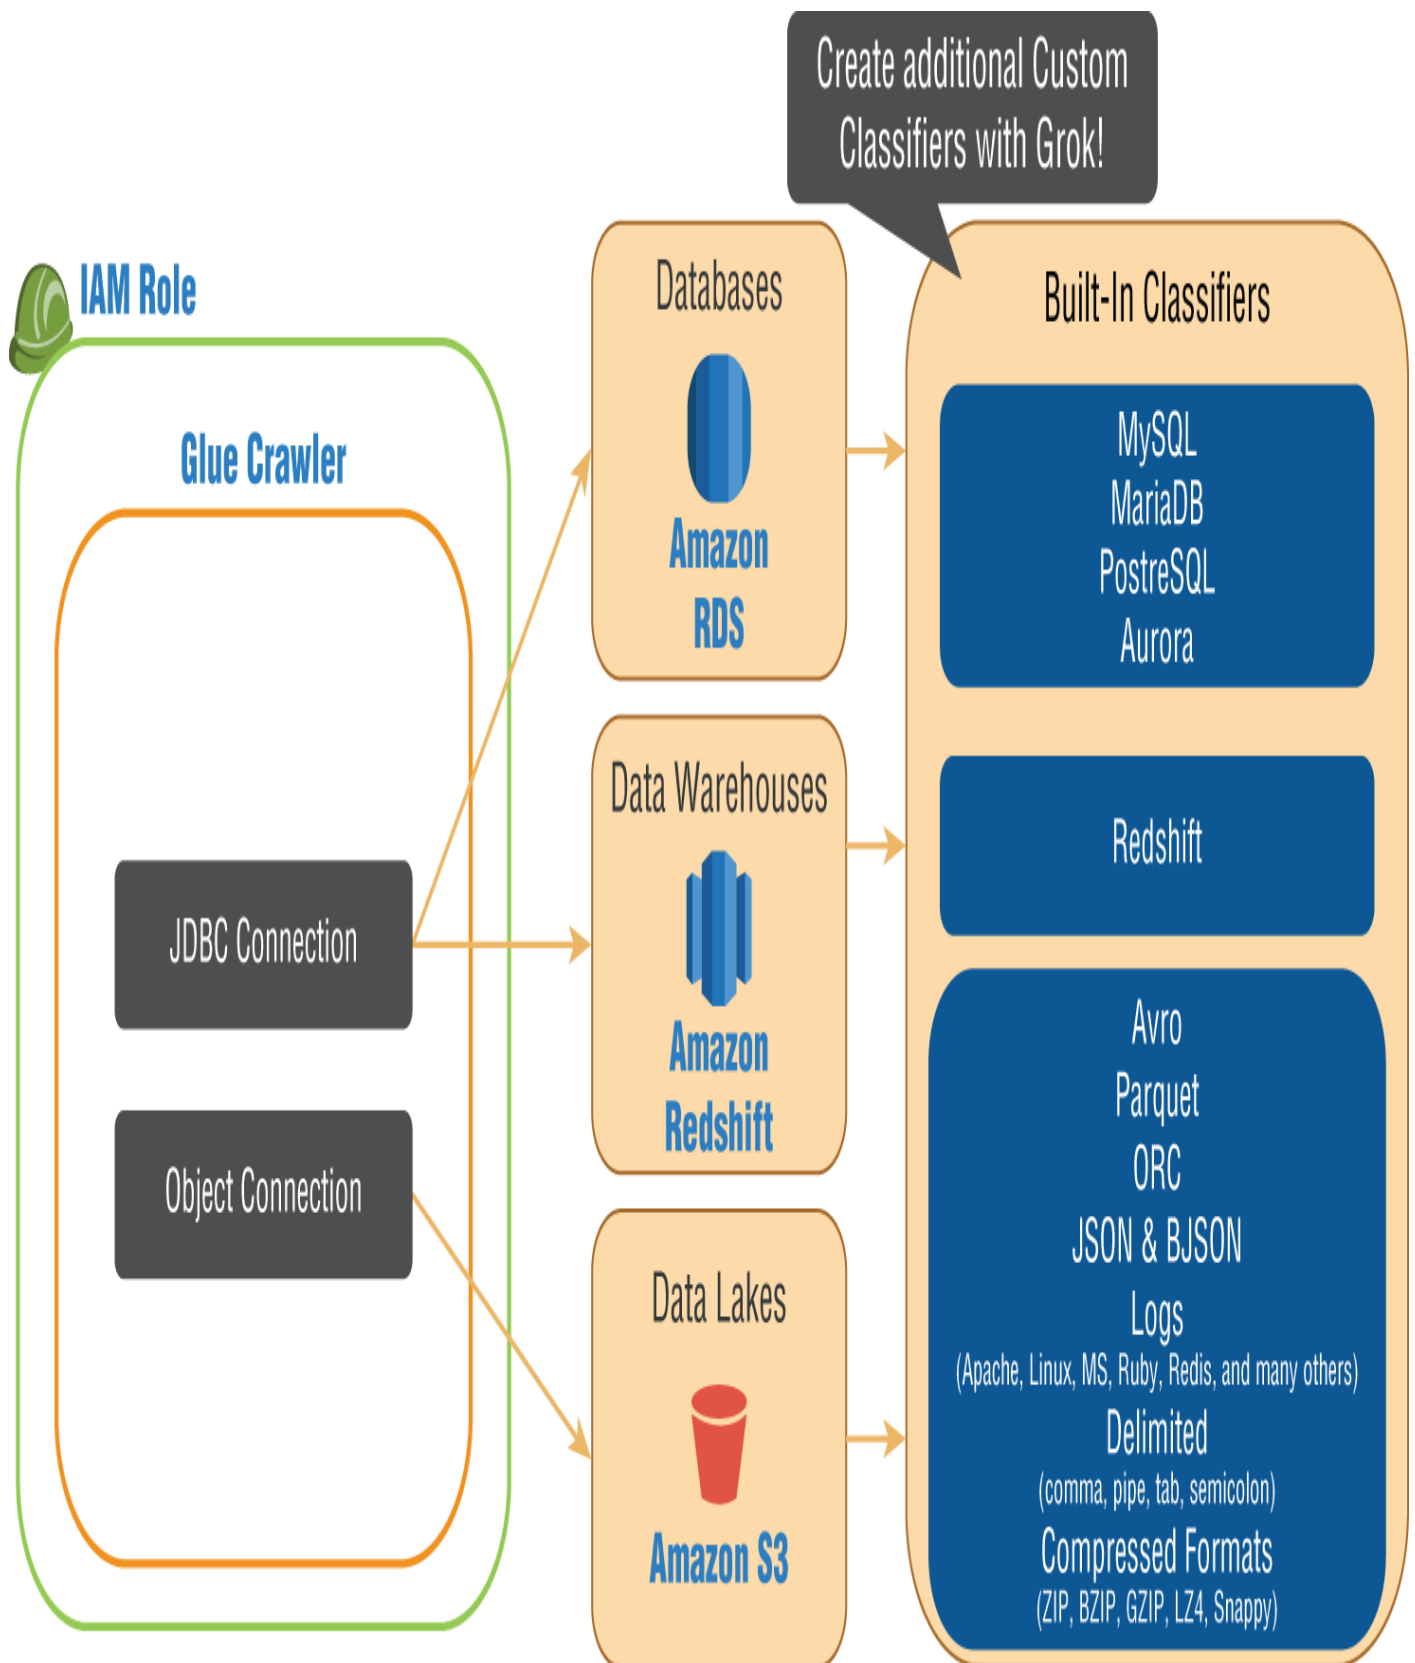 Create additional Custom
Classifiers with Grok!
IAM Role
Glue Crawler
JDBC Connection
Object Connection
Databases
Amazon
RDS
Data Warehouses
Amazon
Redshift
Data Lakes
Amazon S3
Built-In Classifiers
MySQL
MariaDB
PostreSQL
Aurora
Redshift
Avro
Parquet
ORC
JSON & BJSON
Logs
(Apache, Linux, MS, Ruby, Redis, and many others)
Delimited
(comma, pipe, tab, semicolon)
Compressed Formats
(ZIP, BZIP, GZIP, LZ4, Snappy)